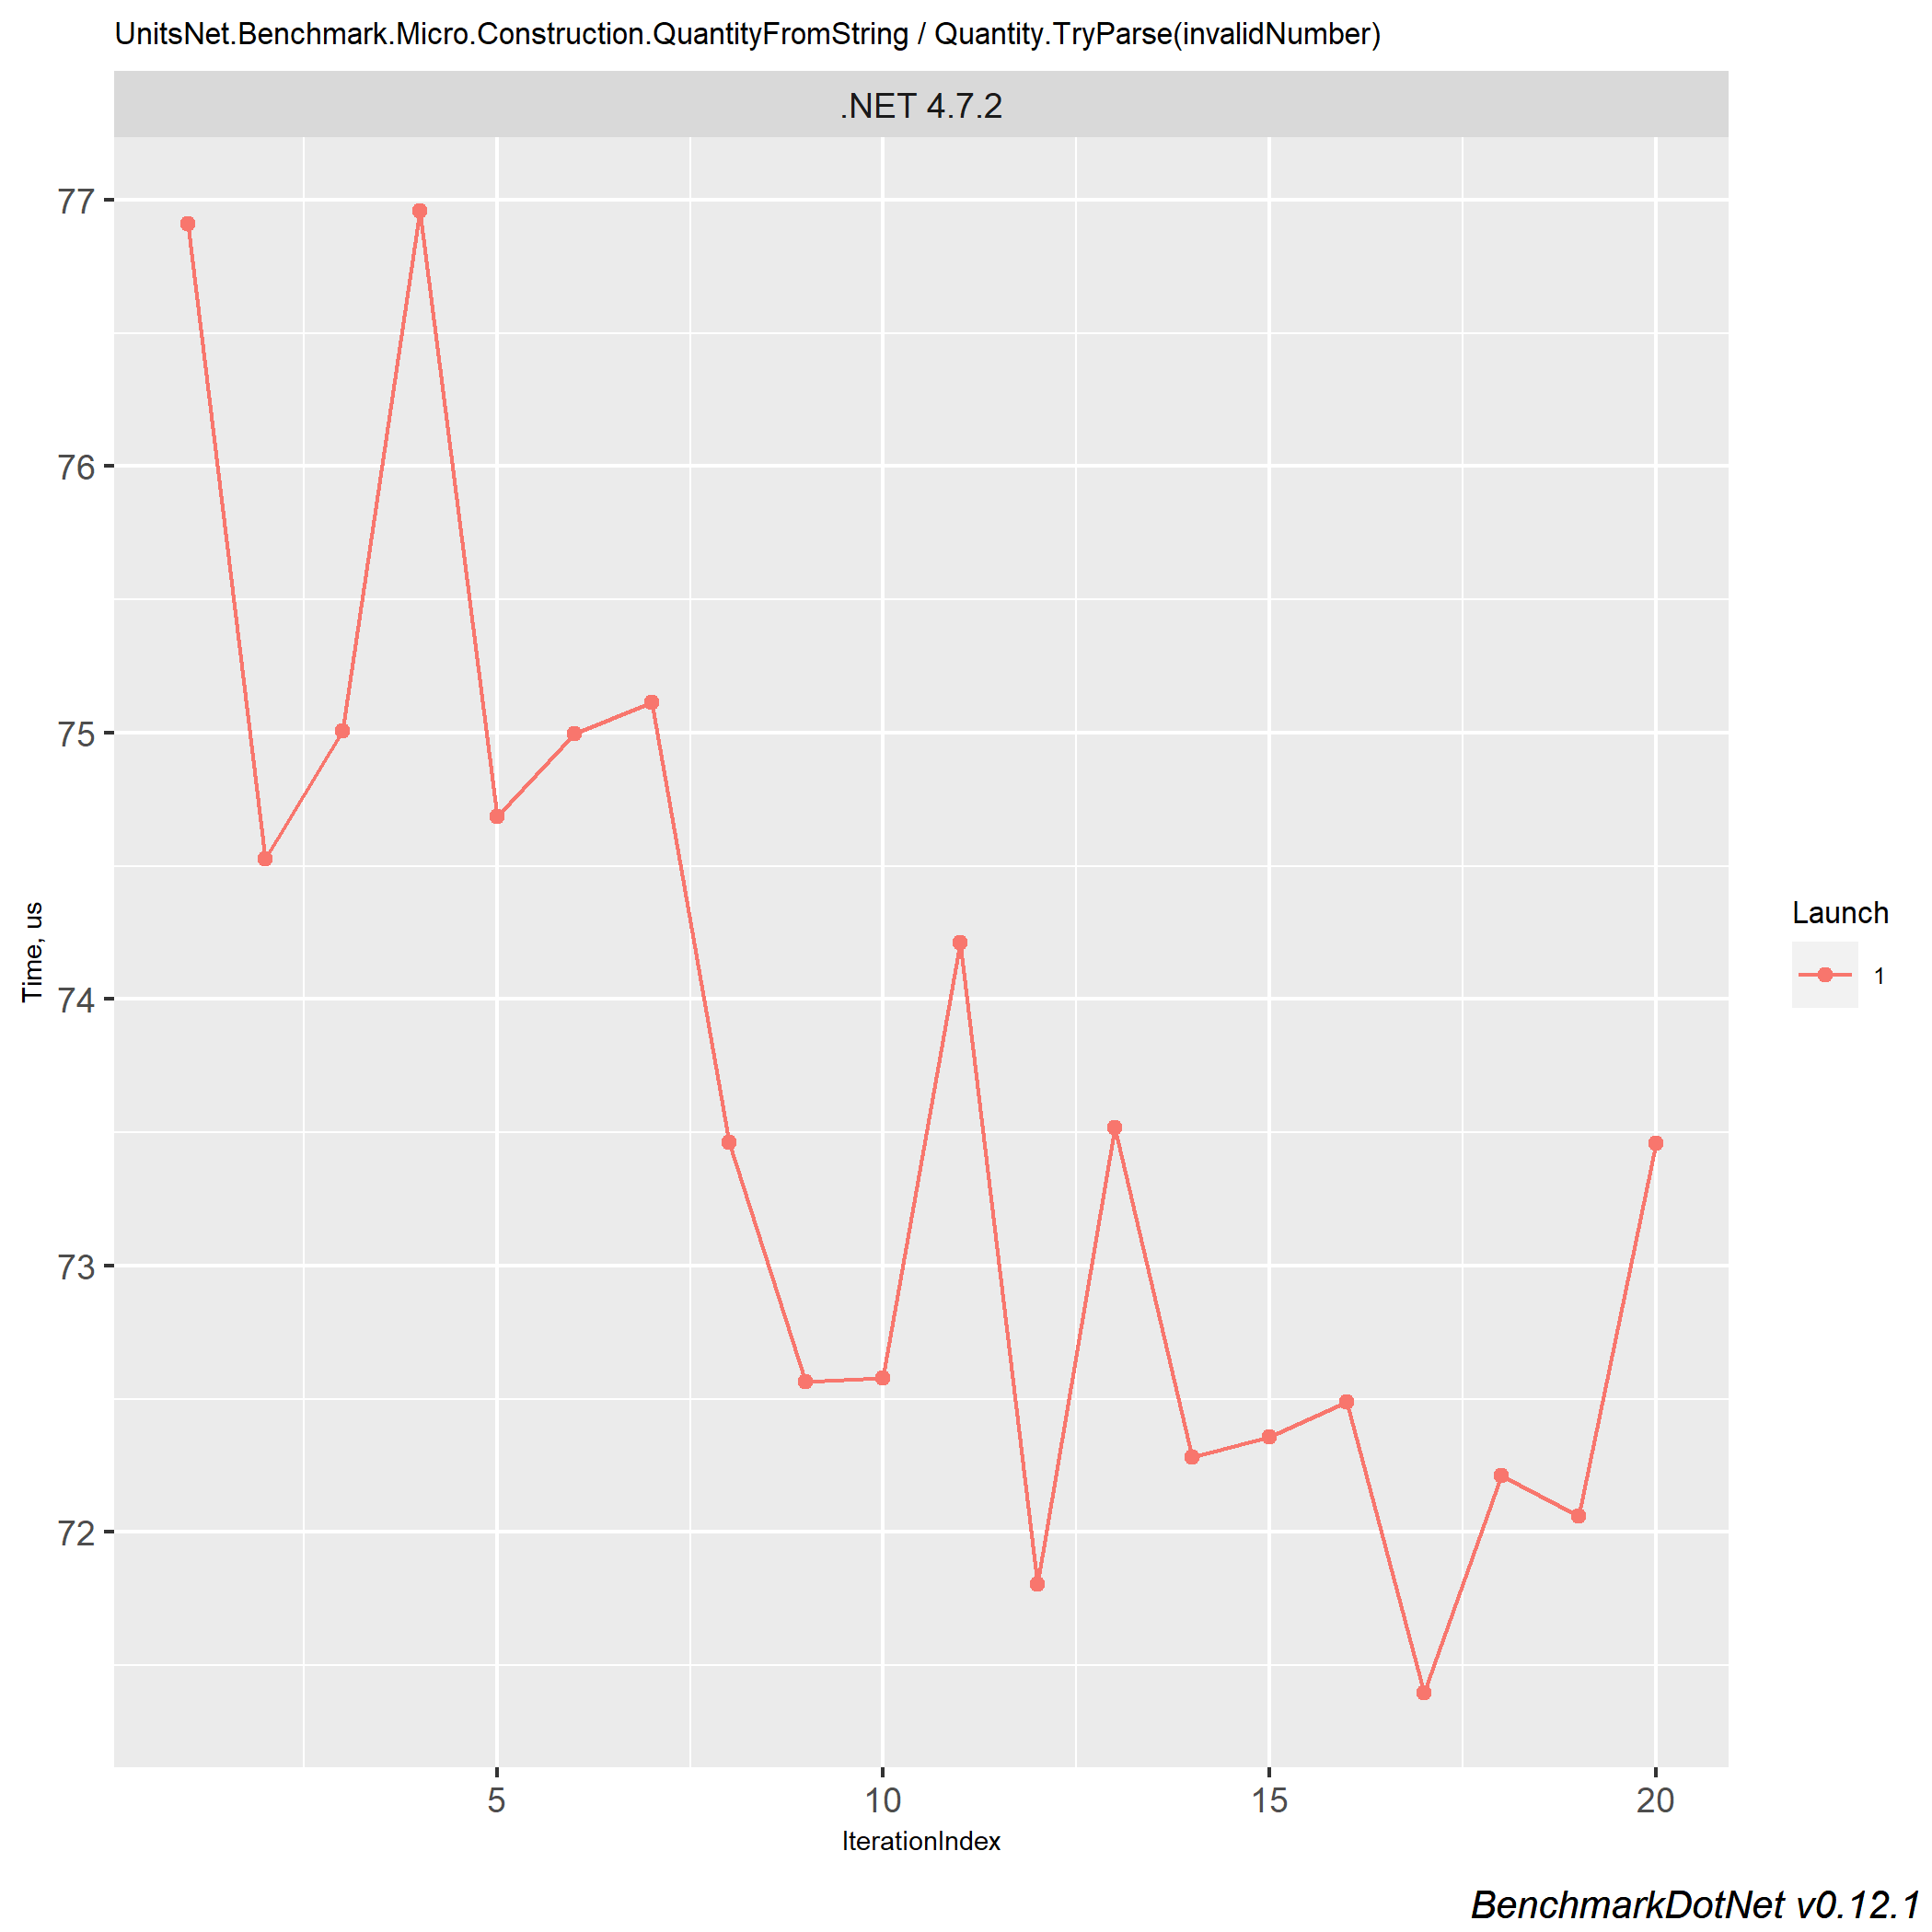 UnitsNet.Benchmark.Micro.Construction.QuantityFromString / Quantity.TryParse(invalidNumber)
.NET 4.7.2
77
76
75
74
73
72
Time, us
5 10 15 20
IterationIndex
Launch
1
BenchmarkDotNet v0.12.1